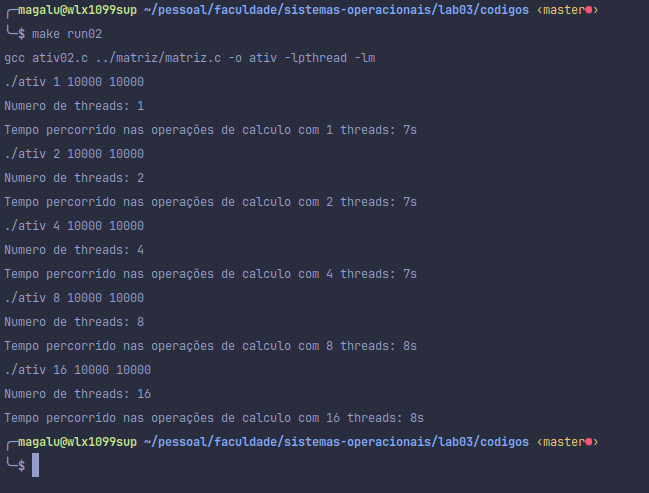 ╭─magalu@wlx1099sup ~/pessoal/faculdade/sistemas-operacionais/lab03/codigos ‹master●›
╰─$ make run02
gcc ativ02.c ../matriz/matriz.c -o ativ -lpthread -lm
./ativ 1 10000 10000
Numero de threads: 1
Tempo percorrido nas operações de calculo com 1 threads: 7s
./ativ 2 10000 10000
Numero de threads: 2
Tempo percorrido nas operações de calculo com 2 threads: 7s
./ativ 4 10000 10000
Numero de threads: 4
Tempo percorrido nas operações de calculo com 4 threads: 7s
./ativ 8 10000 10000
Numero de threads: 8
Tempo percorrido nas operações de calculo com 8 threads: 8s
./ativ 16 10000 10000
Numero de threads: 16
Tempo percorrido nas operações de calculo com 16 threads: 8s
╭─magalu@wlx1099sup ~/pessoal/faculdade/sistemas-operacionais/lab03/codigos ‹master●›
╰─$